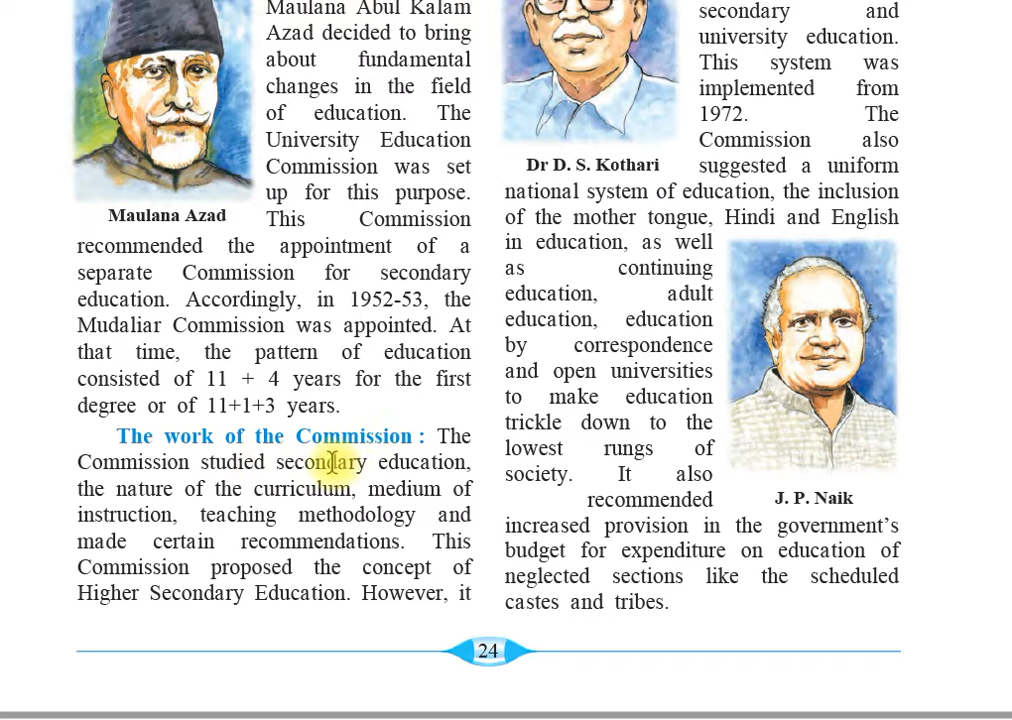 Maulana Abul Kalam
Azad decided to bring
about fundamental
changes in the field
of education. The
University Education
Commission was set
up for this purpose.
Maulana Azad
This Commission
recommended the appointment of a
separate Commission for secondary
education. Accordingly, in 1952-53, the
Mudaliar Commission was appointed. At
that time, the pattern of education
consisted of 11 + 4 years for the first
degree or of 11+1+3 years.
The work of the Commission : The
Commission studied secondary education,
the nature of the curriculum, medium of
instruction, teaching methodology and
made certain recommendations. This
Commission proposed the concept of
Higher Secondary Education. However, it
secondary and
university education.
This system was
implemented from
1972. The
Commission also
Dr D. S. Kothari
suggested a uniform
national system of education, the inclusion
of the mother tongue, Hindi and English
in education, as well
as continuing
education, adult
education, education
by correspondence
and open universities
to make education
trickle down to the
lowest rungs of
society. It also
recommended
J. P. Naik
increased provision in the government's
budget for expenditure on education of
neglected sections like the scheduled
castes and tribes.
24